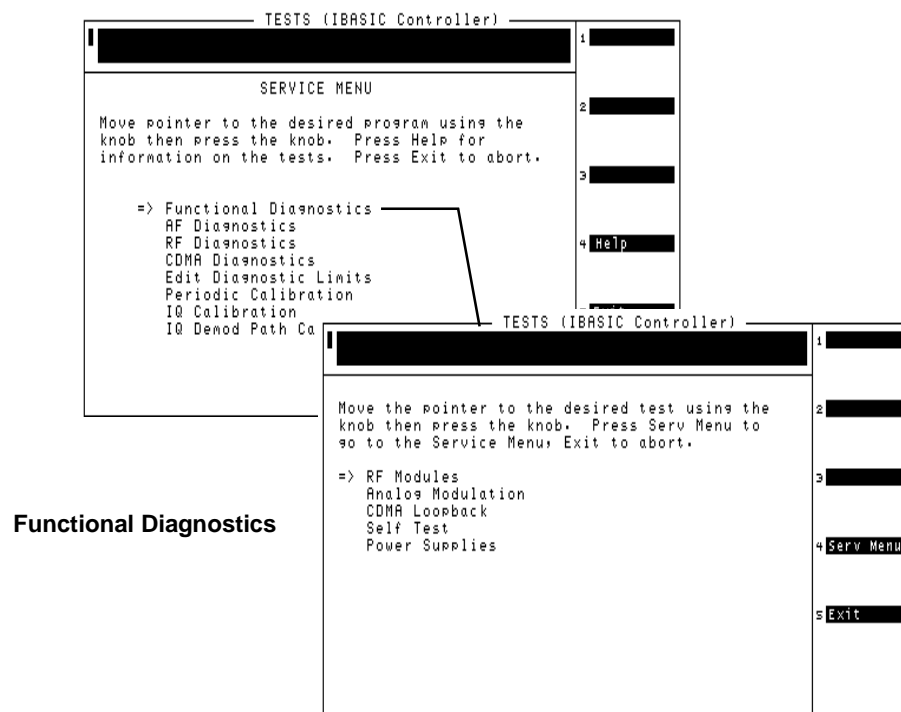 TESTS (IBASIC Controller)
1
SERVICE MENU
Move pointer to the desired program using the
knob then press the knob. Press Help for
information on the tests. Press Exit to abort.
2
3
=> Functional Diagnostics
AF Diagnostics
RF Diagnostics
CDMA Diagnostics
Edit Diagnostic Limits
Periodic Calibration
IQ Calibration
IQ Demod Path Ca
4 Help
TESTS (IBASIC Controller)
1
Move the pointer to the desired test using the
knob then press the knob. Press Serv Menu to
go to the Service Menu, Exit to abort.
2
=> RF Modules
Analog Modulation
CDMA Loopback
Self Test
Power Supplies
3
4 Serv Menu
5 Exit
Functional Diagnostics